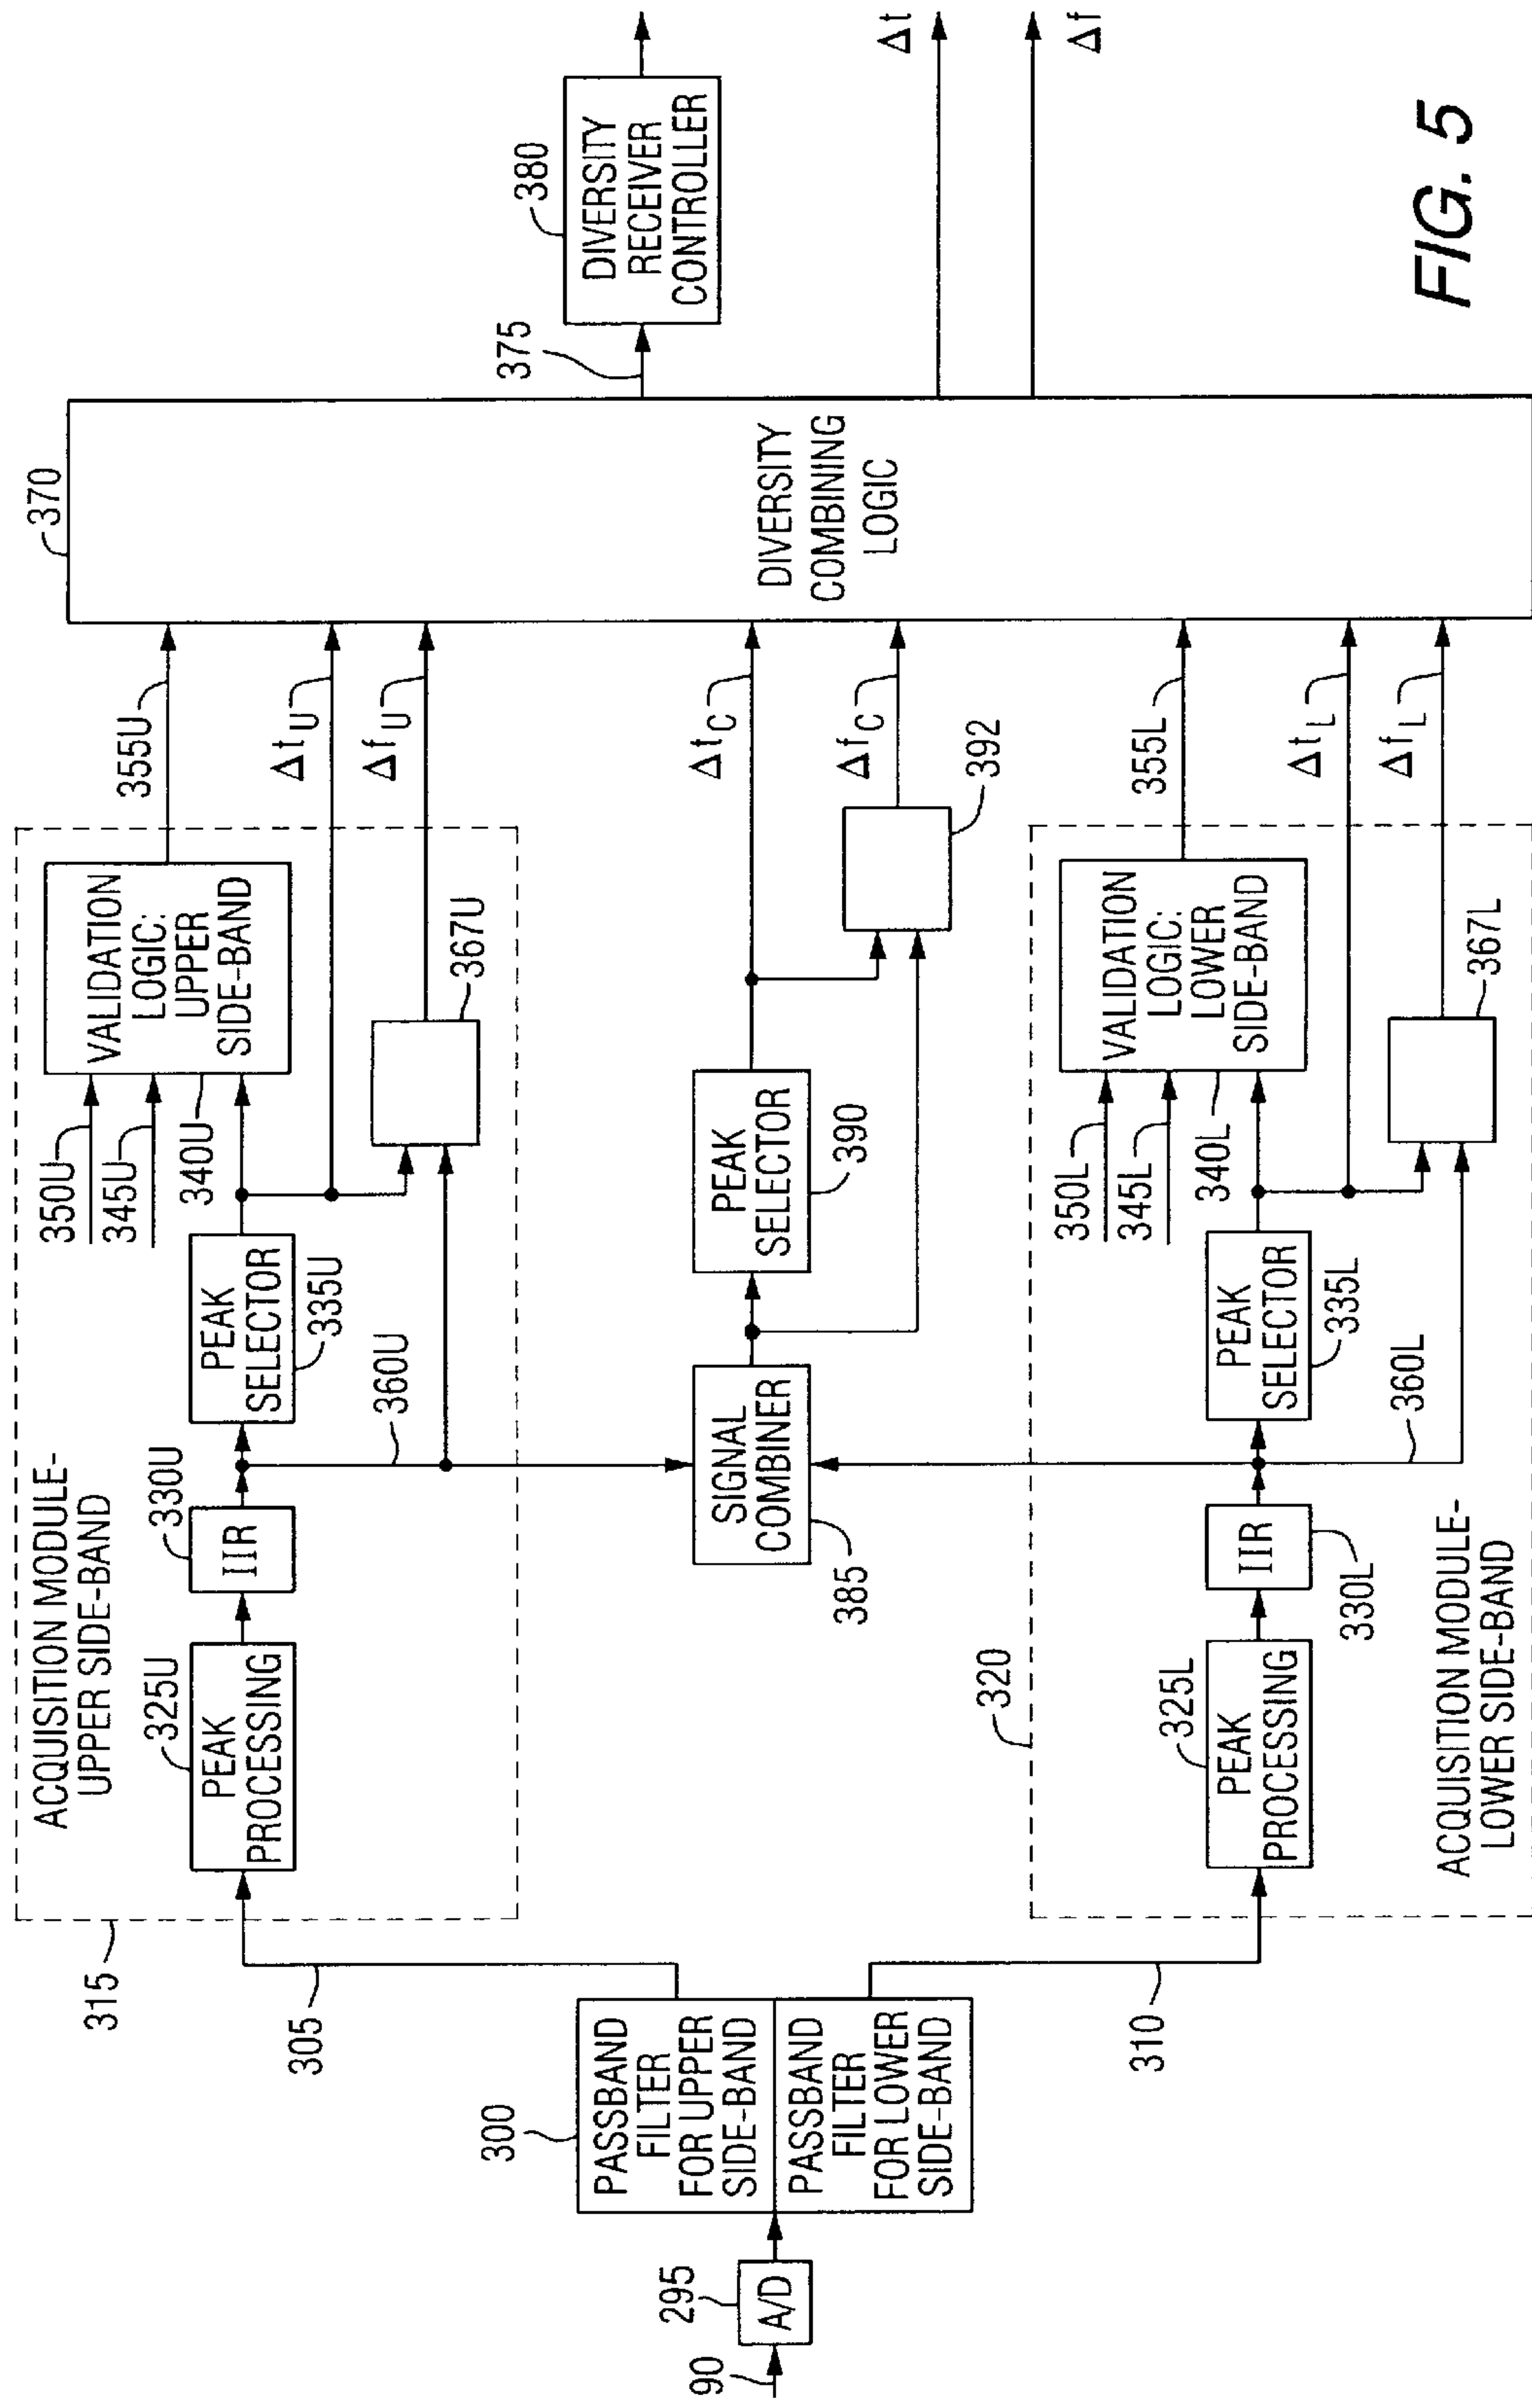 315
ACQUISITION MODULE-
UPPER SIDE-BAND
325U
PEAK
PROCESSING
330U
IIR
PEAK
SELECTOR
335U
350U
345U
340U
VALIDATION
LOGIC:
UPPER
SIDE-BAND
355U
Δt_U
Δf_U
367U
360U
305
370
DIVERSITY
COMBINING
LOGIC
375
380
DIVERSITY
RECEIVER
CONTROLLER
Δt
Δf
90
295
A/D
300
PASSBAND
FILTER
FOR UPPER
SIDE-BAND
PASSBAND
FILTER
FOR LOWER
SIDE-BAND
SIGNAL
COMBINER
385
PEAK
SELECTOR
390
Δt_C
Δf_C
392
310
320
325L
PEAK
PROCESSING
IIR
330L
PEAK
SELECTOR
335L
350L
345L
340L
VALIDATION
LOGIC:
LOWER
SIDE-BAND
355L
Δt_L
Δf_L
367L
360L
ACQUISITION MODULE-
LOWER SIDE-BAND
FIG. 5